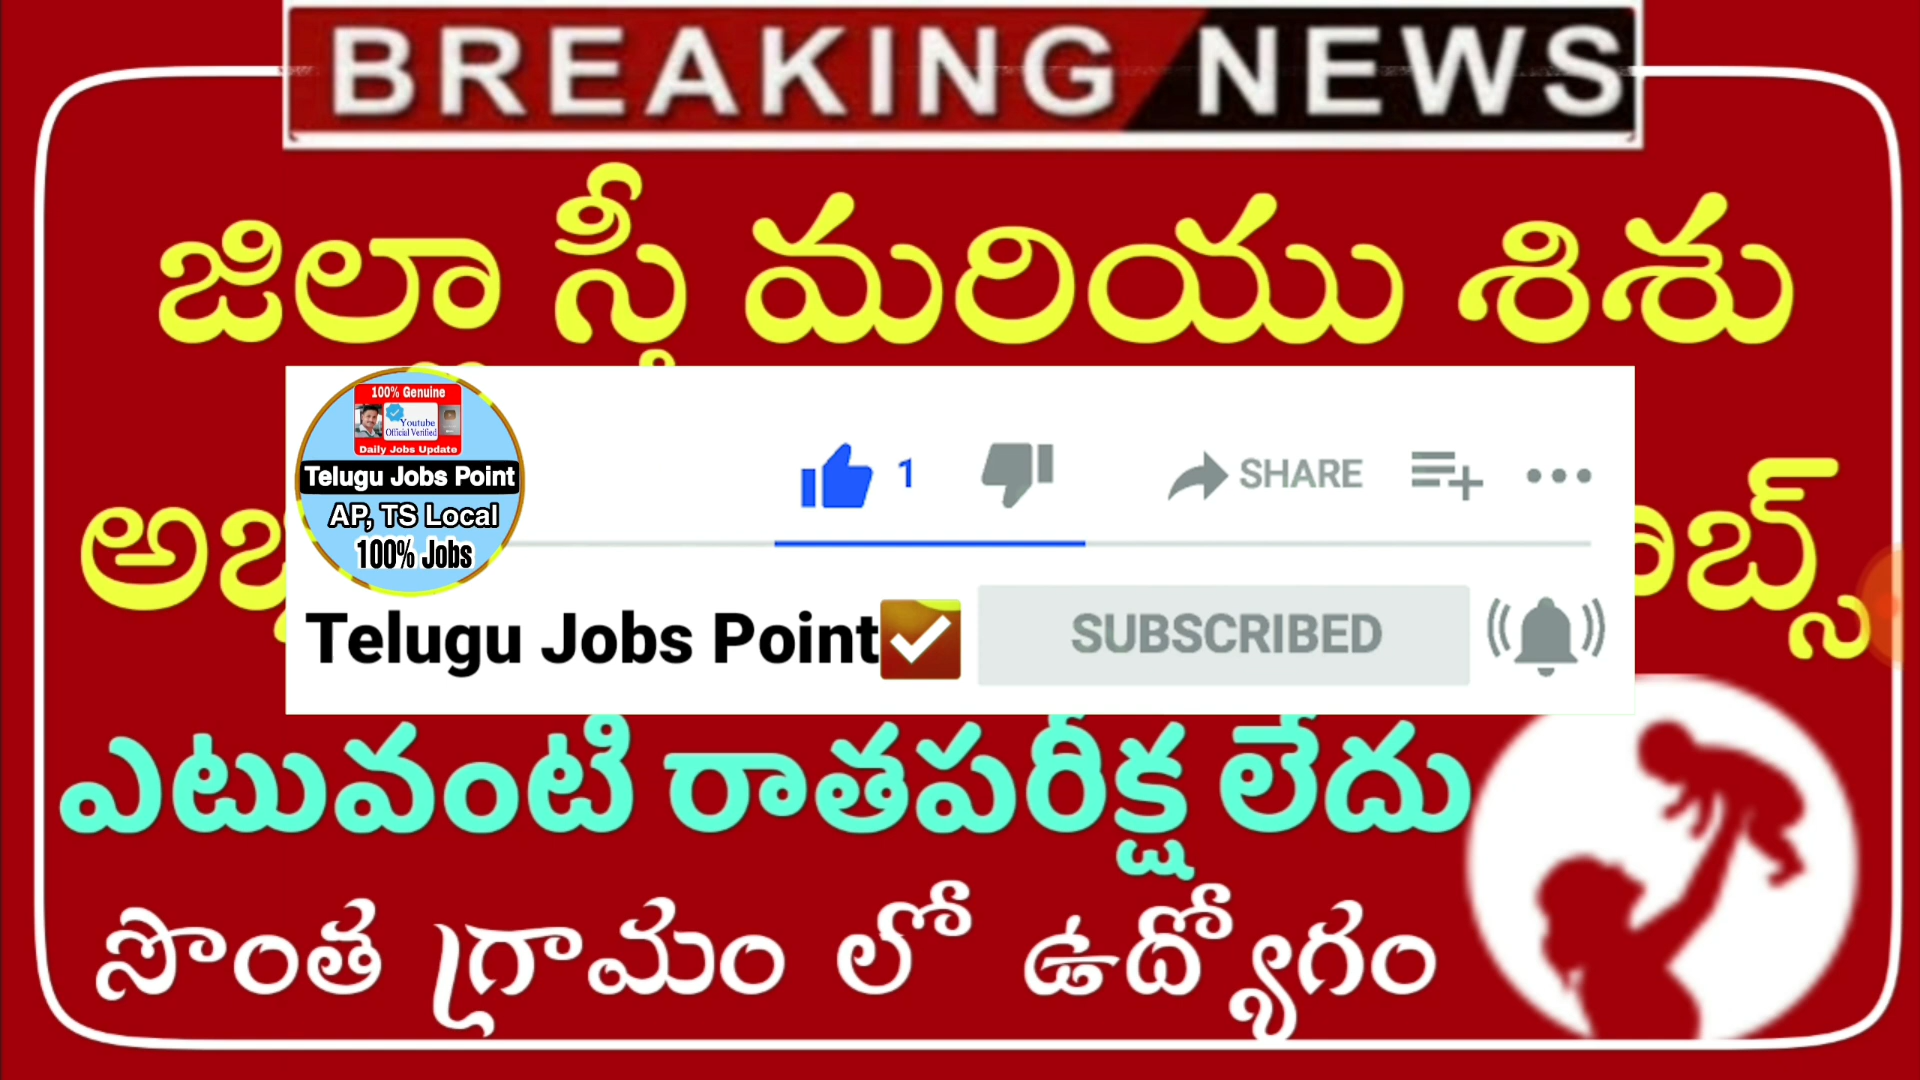 BREAKING NEWS
జిల్లా స్త్రీ మరియు శిశు
100% Genuine
Youtube
Official Verified
Daily Jobs Update
Telugu Jobs Point
AP, TS Local
100% Jobs
1
SHARE
Telugu Jobs Point
SUBSCRIBED
ఎటువంటి రాతపరీక్ష లేదు
సొంత గ్రామం లో ఉద్యోగం